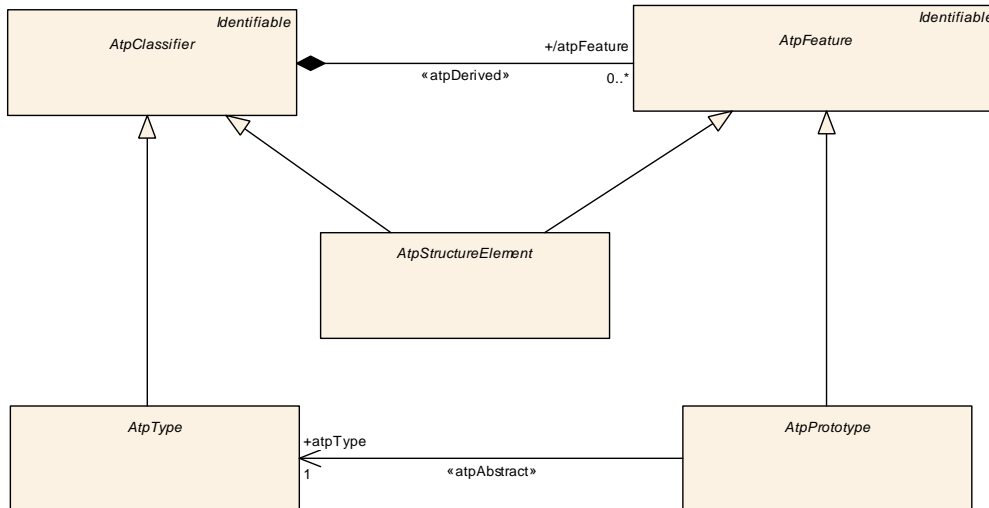 Identifiable
AtpClassifier
Identifiable
AtpFeature
+/atpFeature
«atpDerived»
0..*
AtpStructureElement
AtpType
AtpPrototype
+atpType
«atpAbstract»
1